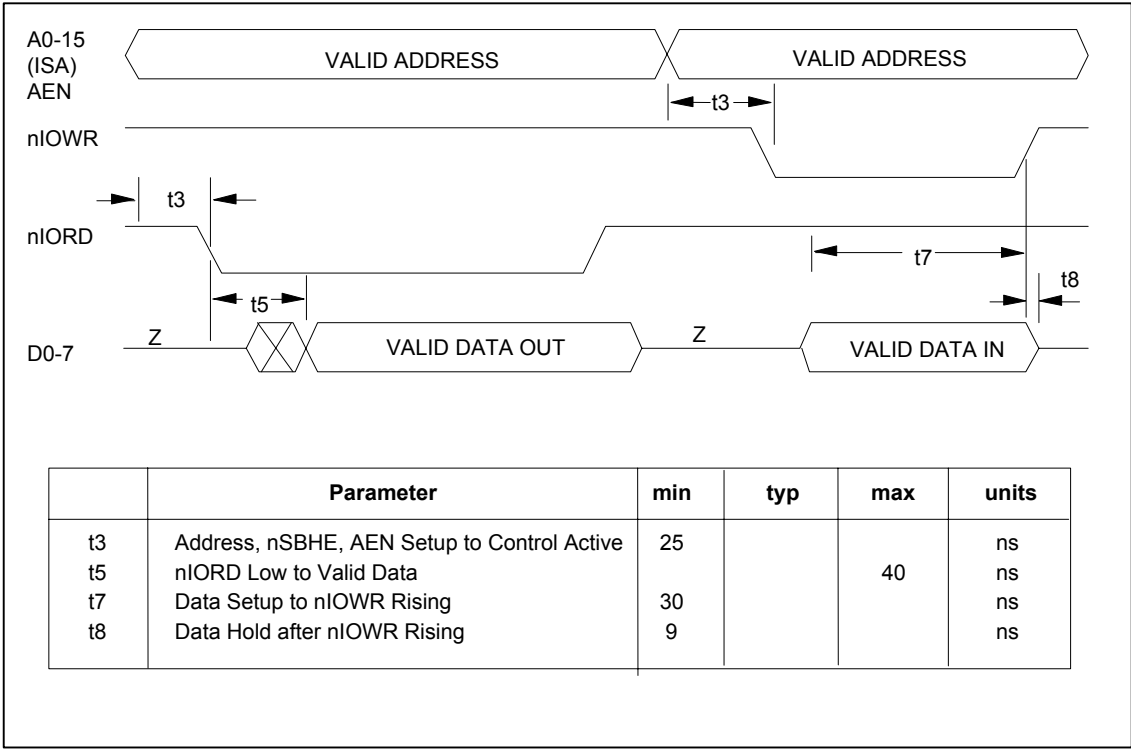 A0-15
(ISA)
AEN
VALID ADDRESS
VALID ADDRESS
t3
nIOWR
t3
nIORD
t7
t8
t5
D0-7
Z
VALID DATA OUT
Z
VALID DATA IN
Parameter min typ max units
t3 Address, nSBHE, AEN Setup to Control Active 25 ns
t5 nIORD Low to Valid Data 40 ns
t7 Data Setup to nIOWR Rising 30 ns
t8 Data Hold after nIOWR Rising 9 ns